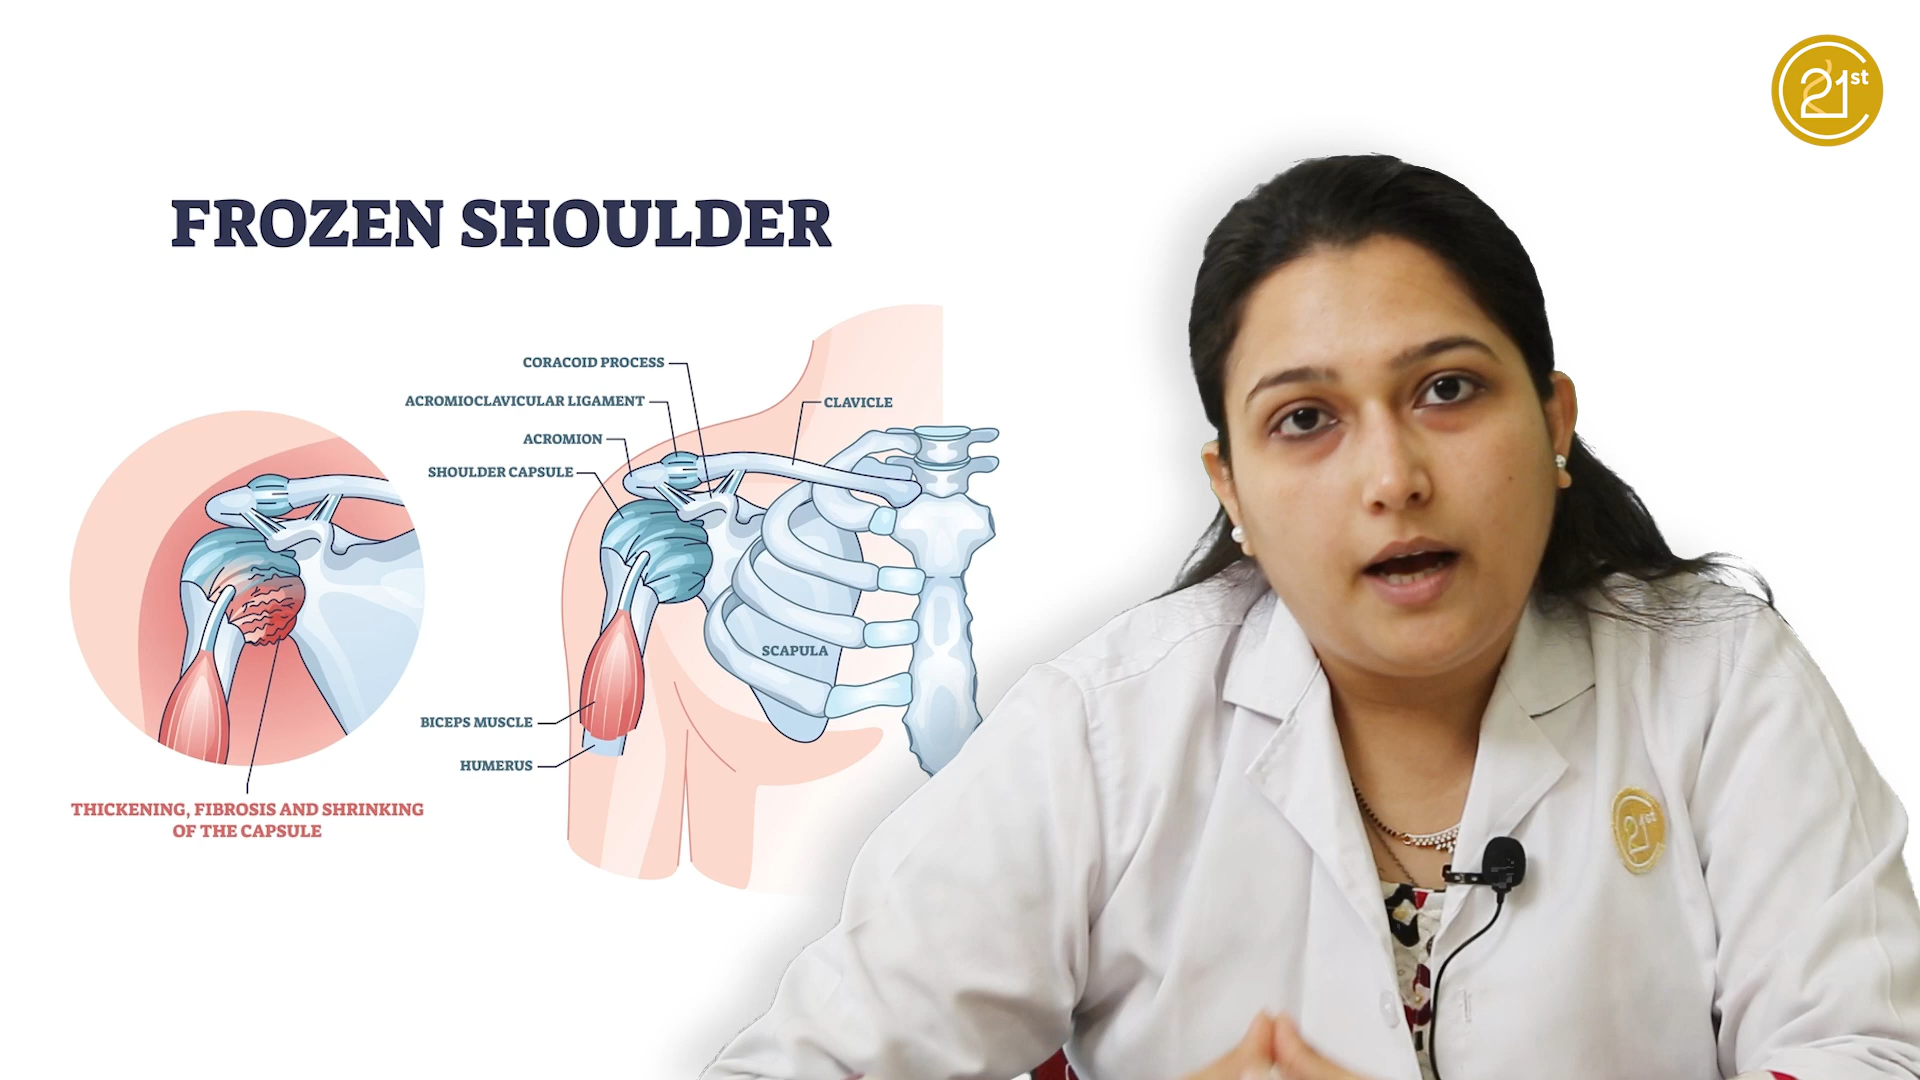 21st
FROZEN SHOULDER
CORACOID PROCESS
ACROMIOCLAVICULAR LIGAMENT
CLAVICLE
ACROMION
SHOULDER CAPSULE
SCAPULA
BICEPS MUSCLE
HUMERUS
THICKENING, FIBROSIS AND SHRINKING
OF THE CAPSULE
21st